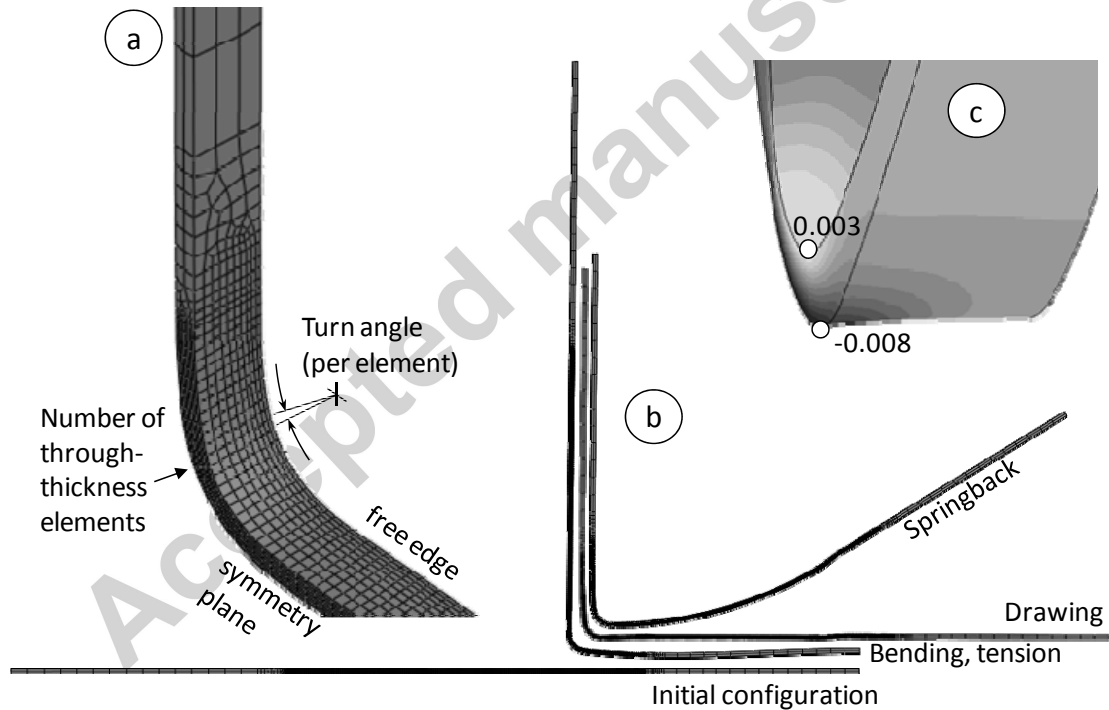 a
Turn angle
(per element)
Number of
through-
thickness
elements
free edge
symmetry
plane
b
Springback
Drawing
Bending, tension
Initial configuration
c
0.003
-0.008
Accepted manus